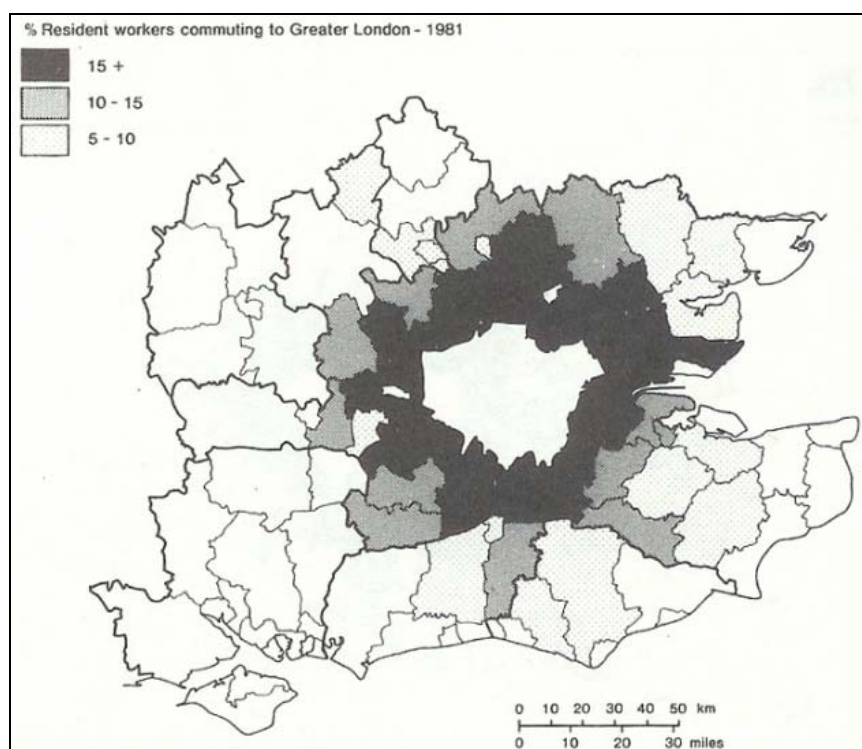 % Resident workers commuting to Greater London - 1981
15 +
10 - 15
5 - 10
0 10 20 30 40 50 km
0 10 20 30 miles